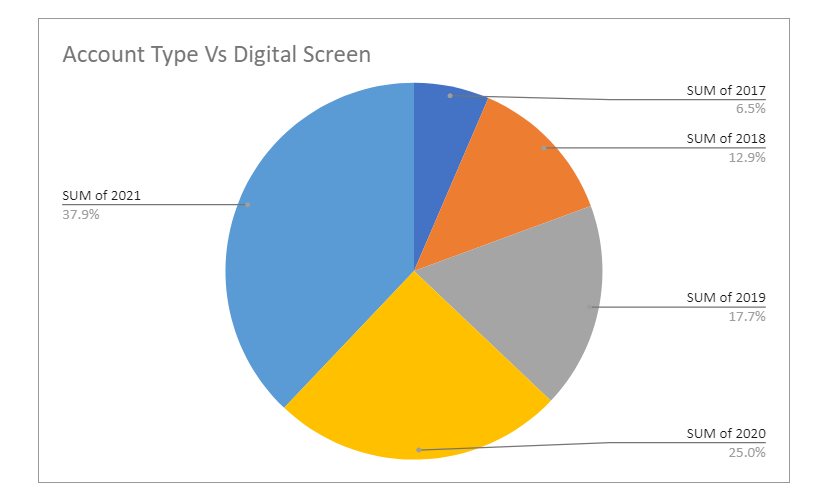 Account Type Vs Digital Screen
SUM of 2017
6.5%
SUM of 2018
12.9%
SUM of 2021
37.9%
SUM of 2019
17.7%
SUM of 2020
25.0%